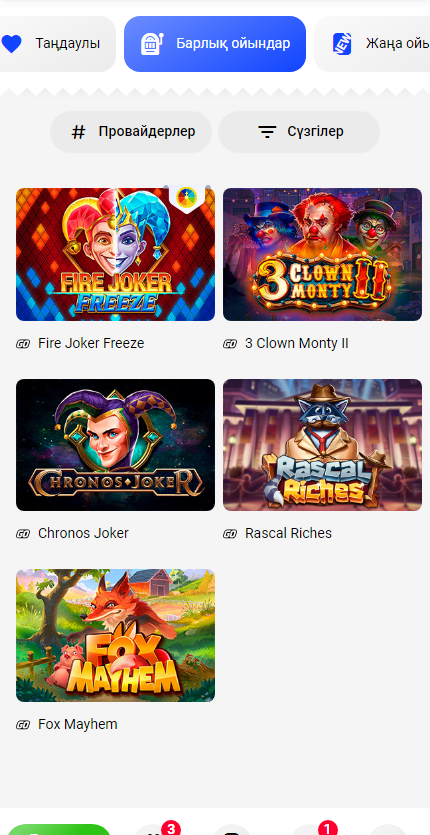 Таңдаулы
Барлық ойындар
NEW
Жаңа ойы
# Провайдерлер
Сүзгілер
FIRE JOKER
FREEZE
3 CLOWN
MONTY II
Fire Joker Freeze
3 Clown Monty II
CHRONOS JOKER
Rascal
Riches
Chronos Joker
Rascal Riches
FOX
MAYHEM
Fox Mayhem
3
1